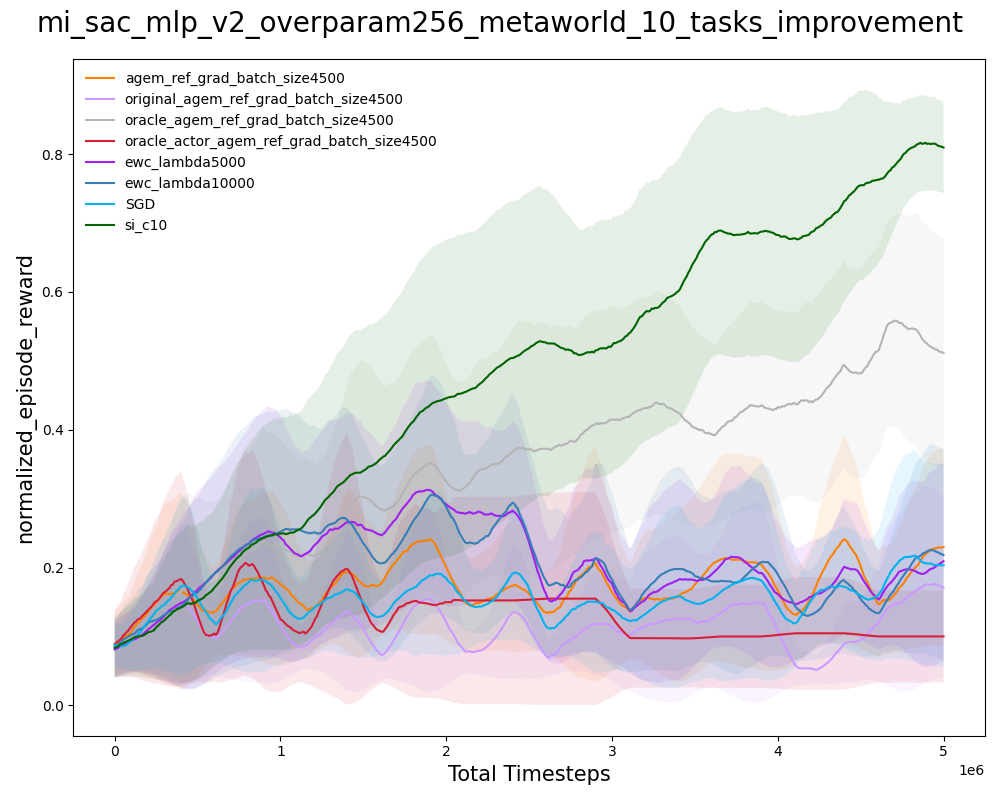 mi_sac_mlp_v2_overparam256_metaworld_10_tasks_improvement
agem_ref_grad_batch_size4500
original_agem_ref_grad_batch_size4500
oracle_agem_ref_grad_batch_size4500
oracle_actor_agem_ref_grad_batch_size4500
ewc_lambda5000
ewc_lambda10000
SGD
si_c10
normalized_episode_reward
0.8
0.6
0.4
0.2
0.0
0 1 2 3 4 5
1e6
Total Timesteps